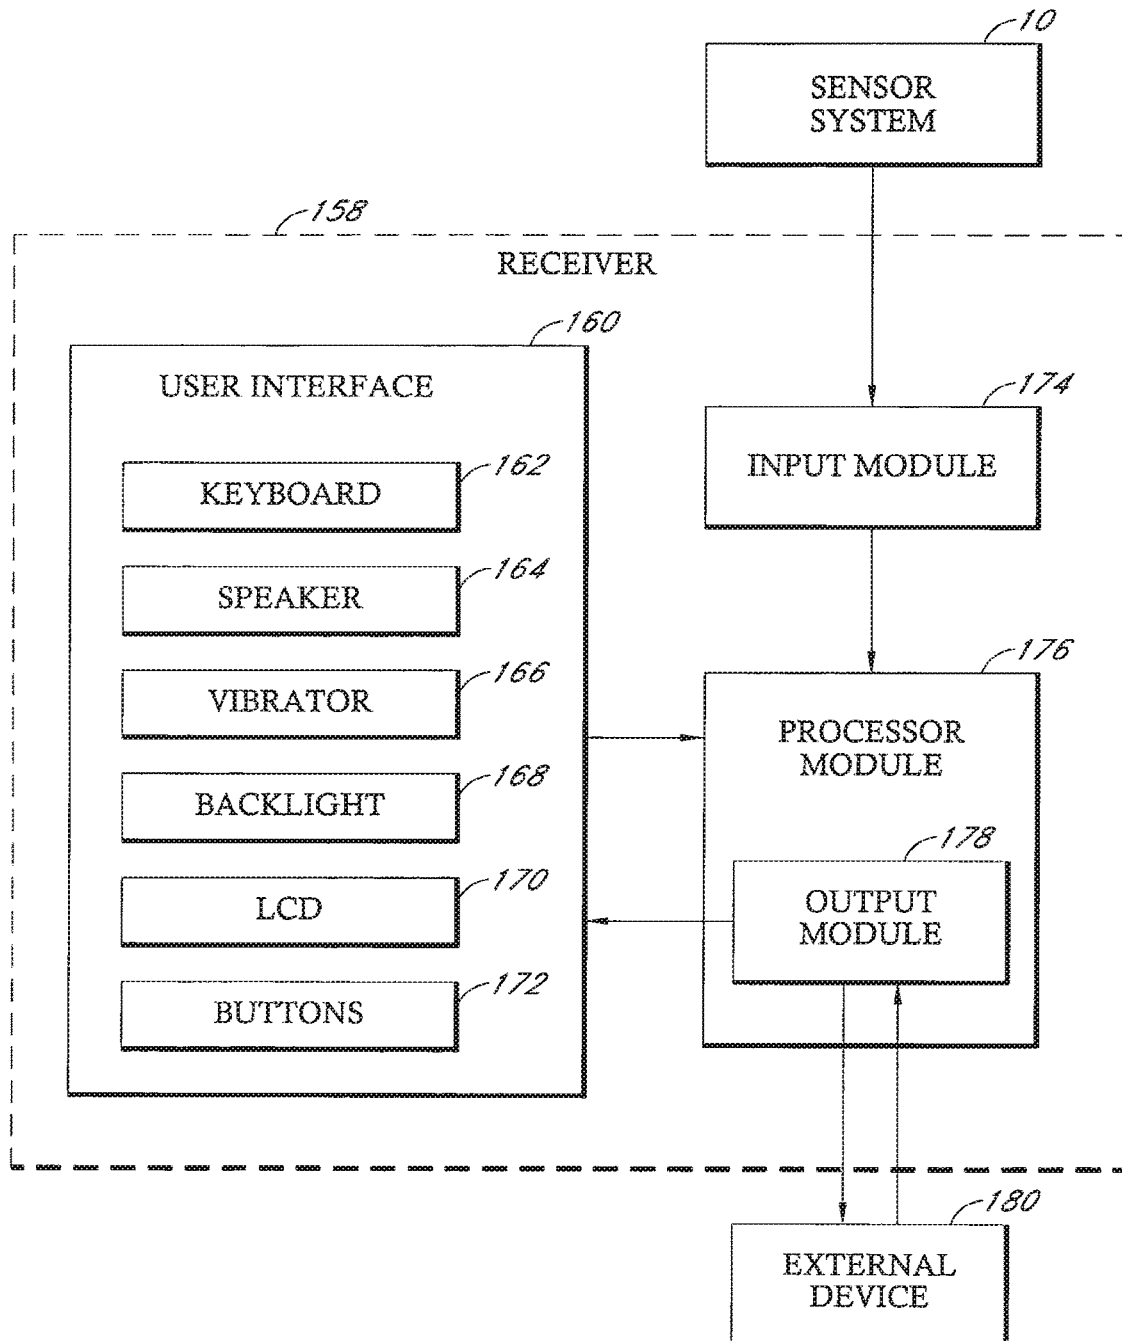 10
SENSOR
SYSTEM
158
RECEIVER
160
USER INTERFACE
174
INPUT MODULE
162
KEYBOARD
164
SPEAKER
166
VIBRATOR
168
BACKLIGHT
170
LCD
172
BUTTONS
176
PROCESSOR
MODULE
178
OUTPUT
MODULE
180
EXTERNAL
DEVICE